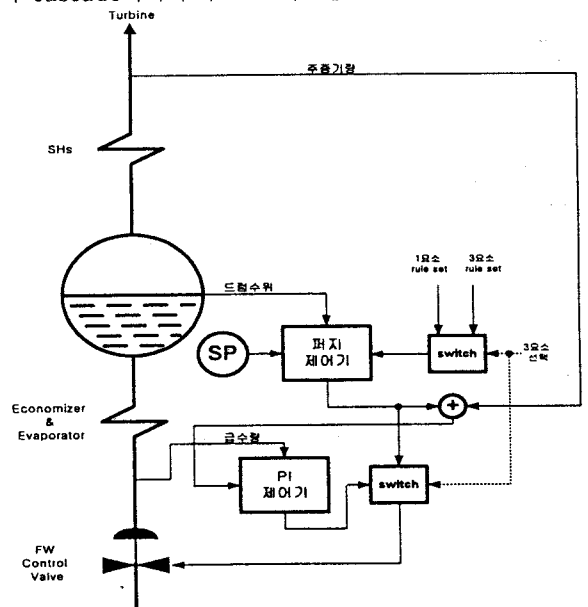 Cascade
Turbine
주증기량
SHs
1요소
rule set
3요소
rule set
드럼수위
SP
퍼지
제어기
switch
3요소
선택
Economizer
&
Evaporator
+
급수량
PI
제어기
switch
FW
Control
Valve